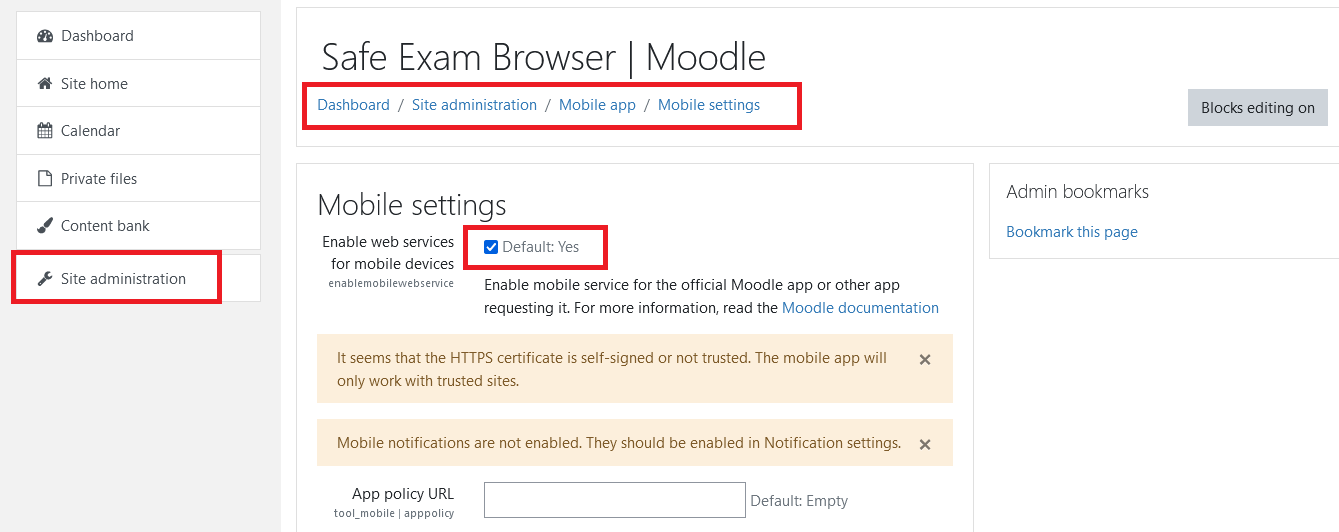 Dashboard
Site home
Calendar
Private files
Content bank
Site administration
Safe Exam Browser | Moodle
Dashboard / Site administration / Mobile app / Mobile settings
Blocks editing on
Mobile settings
Enable web services
for mobile devices
enablemobilewebservice
Default: Yes
Enable mobile service for the official Moodle app or other app
requesting it. For more information, read the Moodle documentation
It seems that the HTTPS certificate is self-signed or not trusted. The mobile app will
only work with trusted sites.
Mobile notifications are not enabled. They should be enabled in Notification settings.
App policy URL
tool_mobile | apppolicy
Default: Empty
Admin bookmarks
Bookmark this page